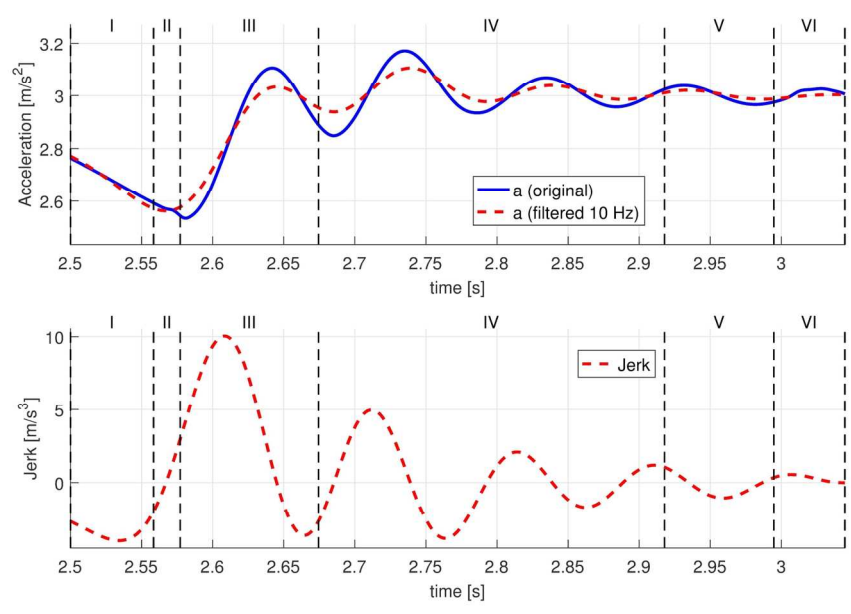 I II III IV V VI
3.2
3
2.8
2.6
Acceleration [m/s²]
a (original)
a (filtered 10 Hz)
2.5 2.55 2.6 2.65 2.7 2.75 2.8 2.85 2.9 2.95 3
time [s]
I II III IV V VI
10
5
0
Jerk [m/s³]
Jerk
2.5 2.55 2.6 2.65 2.7 2.75 2.8 2.85 2.9 2.95 3
time [s]